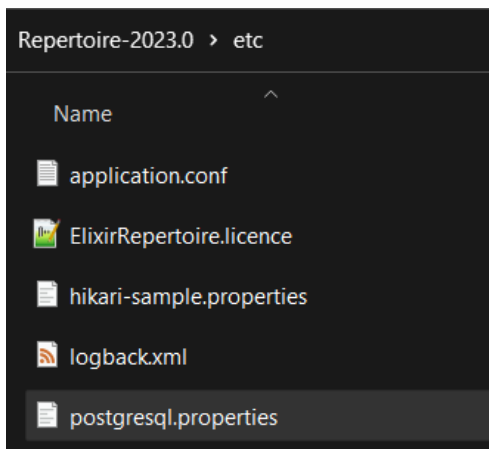 Repertoire-2023.0 > etc
Name
application.conf
ElixirRepertoire.licence
hikari-sample.properties
logback.xml
postgresql.properties